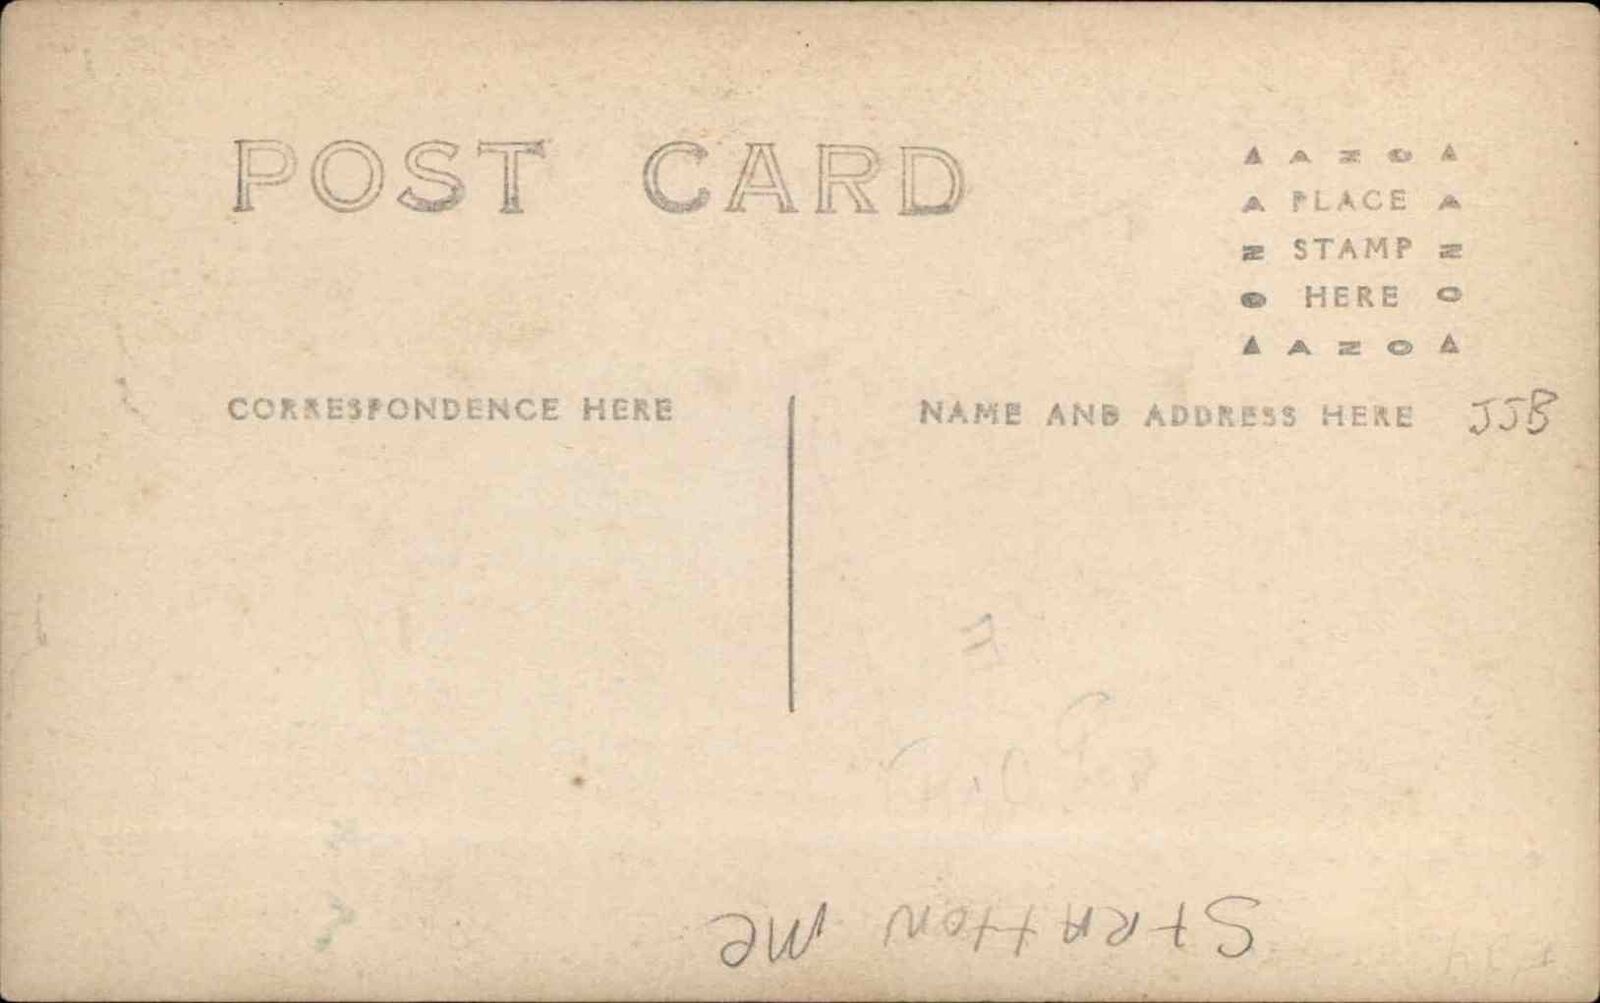 POST CARD
▲ A Z O ▲
A PLACE A
Z STAMP Z
O HERE O
▲ A Z O ▲
CORRESPONDENCE HERE
NAME AND ADDRESS HERE JJB
F
Stratton Me